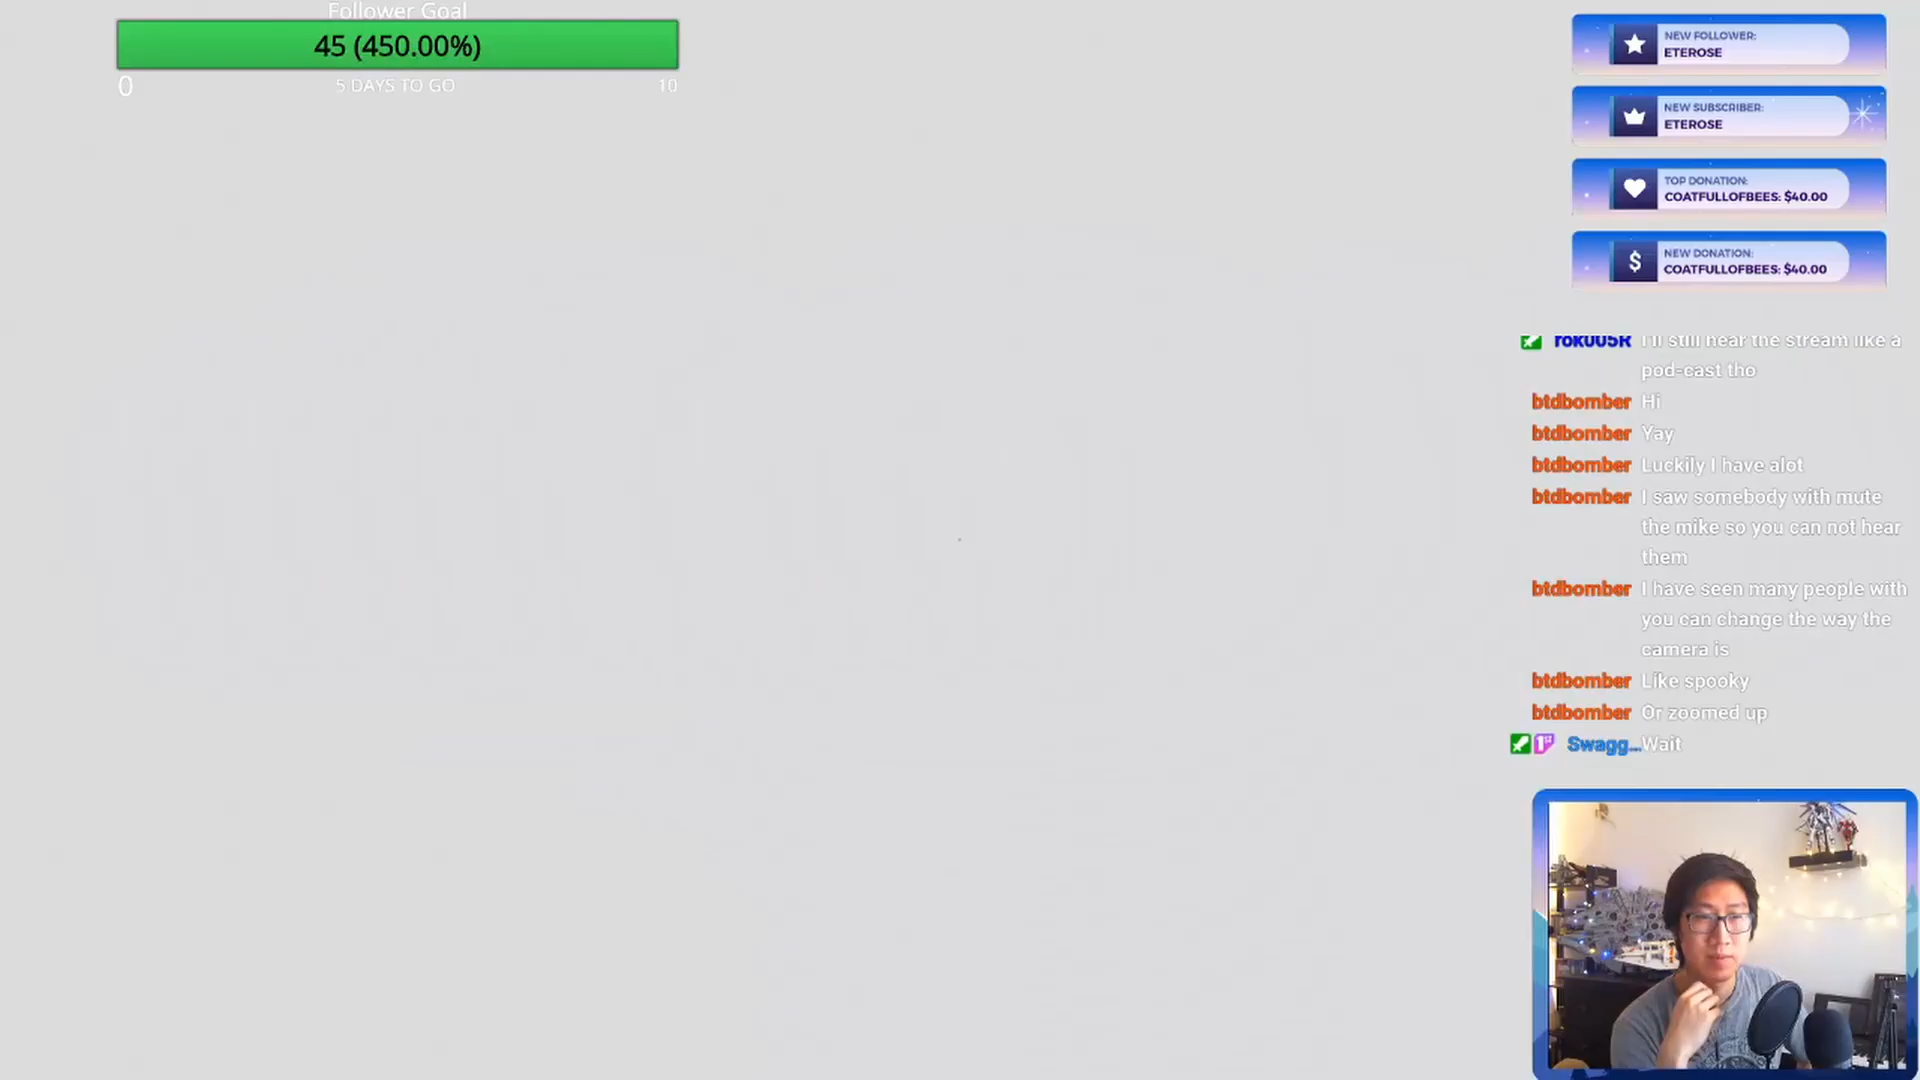 Follower Goal
45 (450.00%)
0 5 DAYS TO GO 10
NEW FOLLOWER:
ETEROSE
NEW SUBSCRIBER:
ETEROSE
TOP DONATION:
COATFULLOFBEES: $40.00
NEW DONATION:
COATFULLOFBEES: $40.00
rok005R I'll still hear the stream like a
pod-cast tho
btdbomber Hi
btdbomber Yay
btdbomber Luckily I have alot
btdbomber I saw somebody with mute
the mike so you can not hear
them
btdbomber I have seen many people with
you can change the way the
camera is
btdbomber Like spooky
btdbomber Or zoomed up
Swagg... Wait